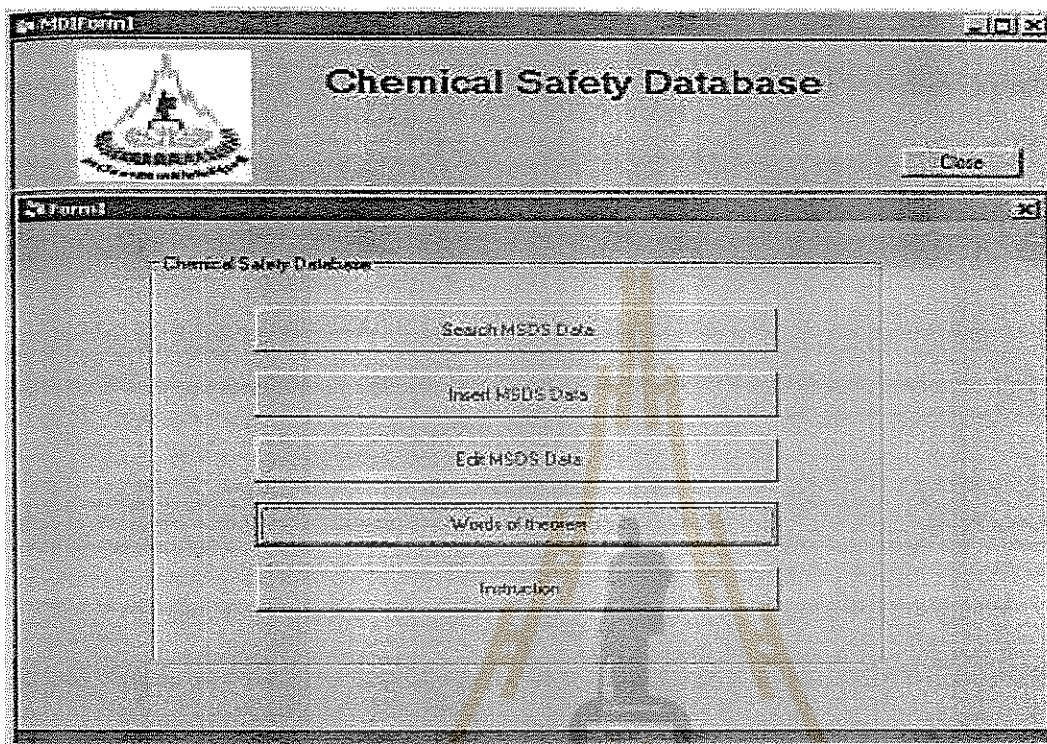 MDIForm1
Chemical Safety Database
Close
Form1
Chemical Safety Database
Search MSDS Data
Insert MSDS Data
Edit MSDS Data
Words of theorem
Instruction